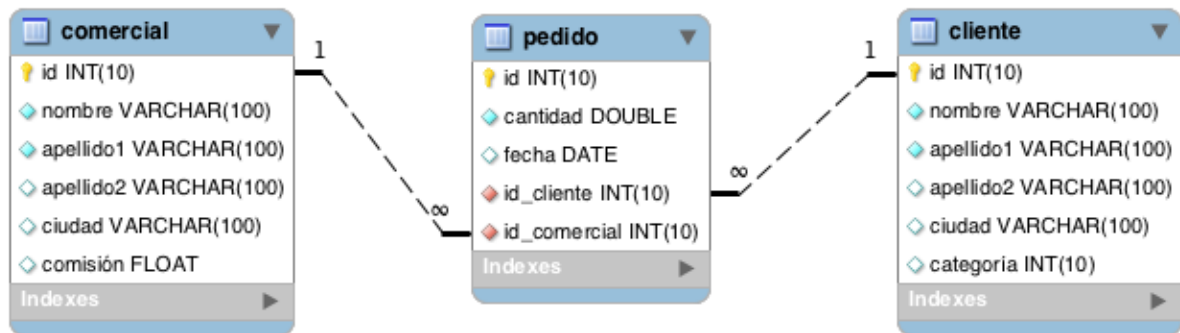 comercial
id INT(10)
nombre VARCHAR(100)
apellido1 VARCHAR(100)
apellido2 VARCHAR(100)
ciudad VARCHAR(100)
comisión FLOAT
Indexes
1
∞
pedido
id INT(10)
cantidad DOUBLE
fecha DATE
id_cliente INT(10)
id_comercial INT(10)
Indexes
∞
1
cliente
id INT(10)
nombre VARCHAR(100)
apellido1 VARCHAR(100)
apellido2 VARCHAR(100)
ciudad VARCHAR(100)
categoría INT(10)
Indexes